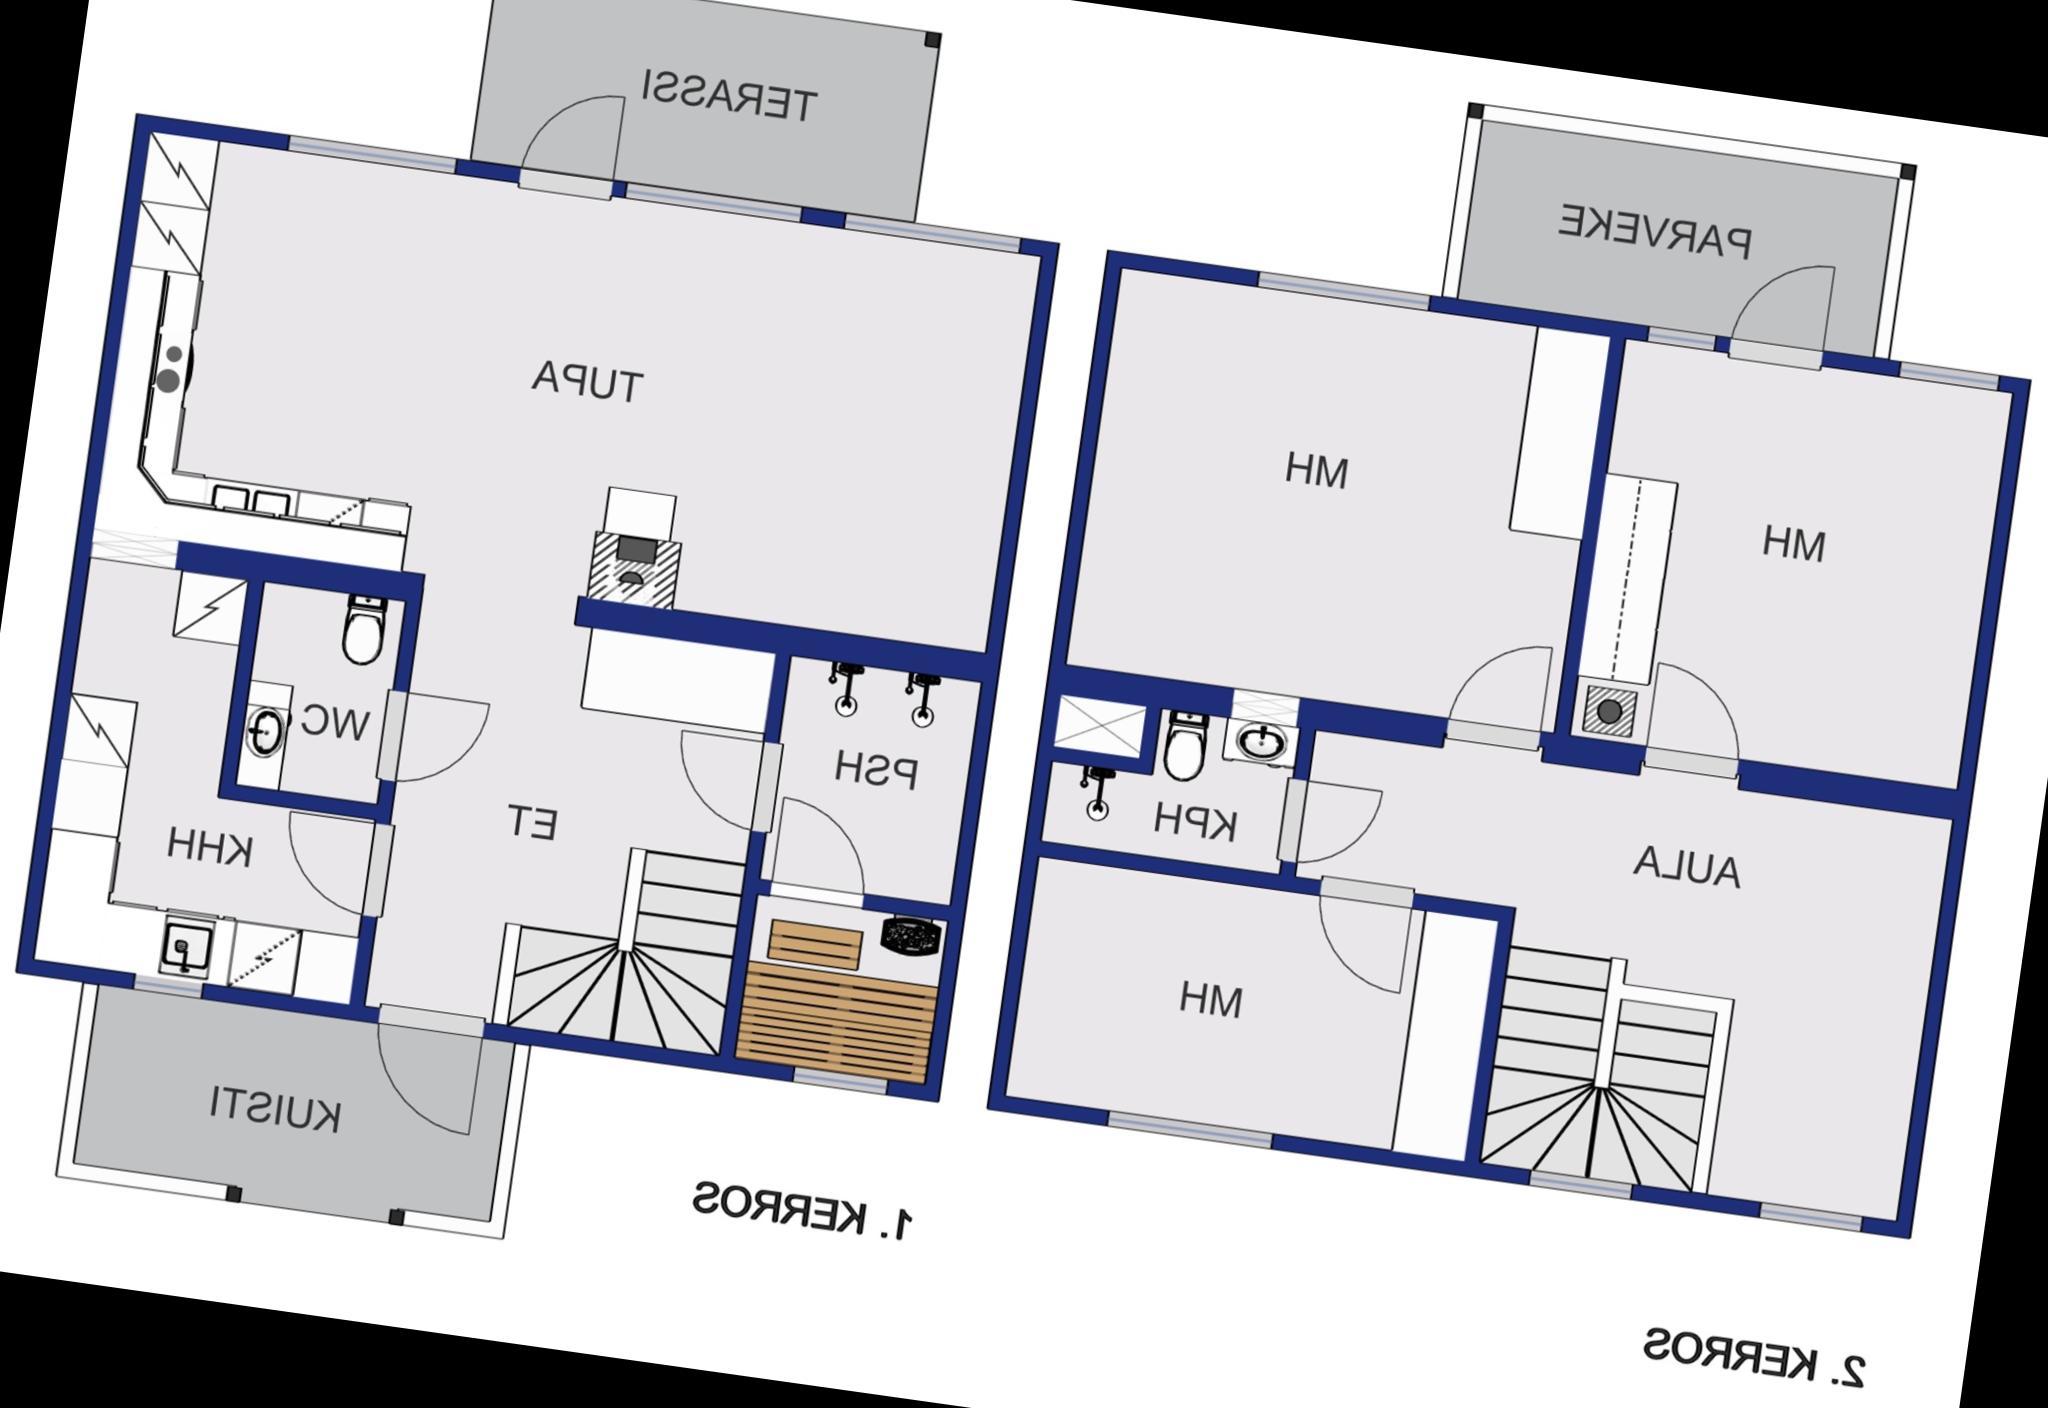 TERASSI
PARVEKE
TUPA
MH
MH
WC
PSH
KHH
ET
KPH
AULA
MH
KUISTI
1. KERROS
2. KERROS